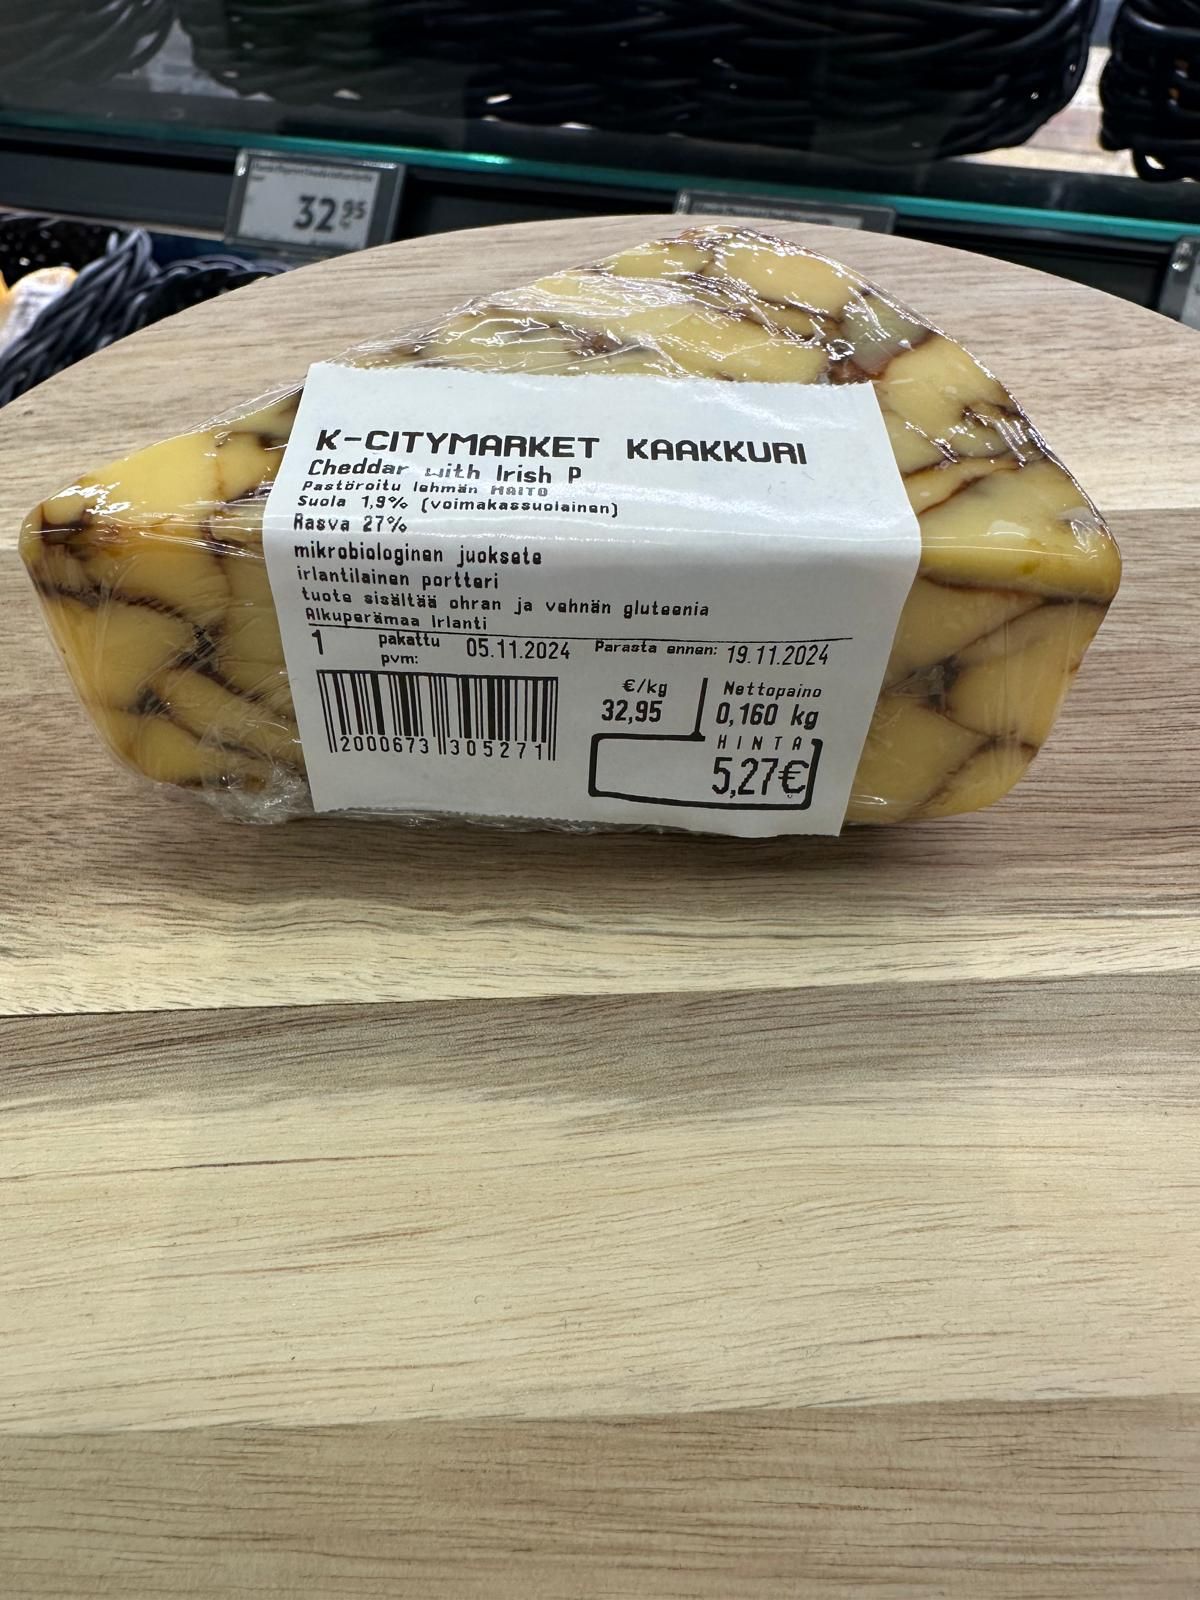 32 95
K-CITYMARKET KAAKKURI
Cheddar with Irish P
Pastöroitu lehmän MAITO
Suola 1,9% (voimakassuolainen)
Rasva 27%
mikrobiologinen juoksete
irlantilainen portteri
tuote sisältää ohran ja vehnän gluteenia
Alkuperämaa Irlanti
1 pakattu pvm: 05.11.2024 Parasta ennen: 19.11.2024
€/kg Nettopaino
32,95 0,160 kg
HINTA
5,27€
2000673 305271